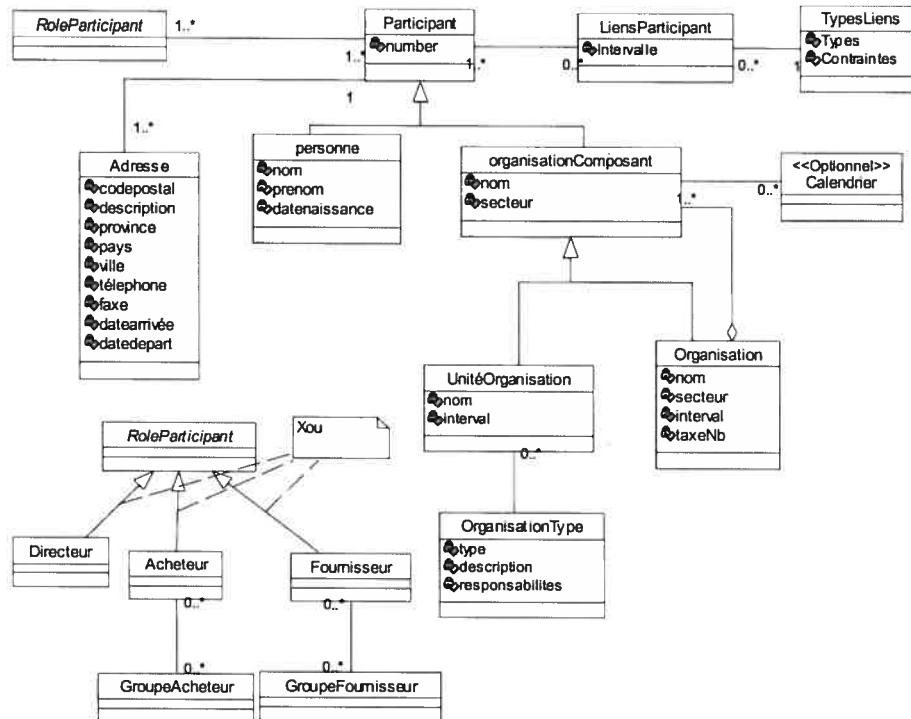 RoleParticipant
1..*
1..*
Participant
number
1..*
0..*
LiensParticipant
Intervalle
0..*
1
TypesLiens
Types
Contraintes
1
1..*
Adresse
codepostal
description
province
pays
ville
télephone
faxe
datearrivée
datedepart
personne
nom
prenom
datenaissance
organisationComposant
nom
secteur
1..*
0..*
<<Optionnel>>
Calendrier
UnitéOrganisation
nom
interval
0..*
Organisation
nom
secteur
interval
taxeNb
OrganisationType
type
description
responsabilites
RoleParticipant
Xou
Directeur
Acheteur
0..*
Fournisseur
0..*
0..*
GroupeAcheteur
0..*
GroupeFournisseur